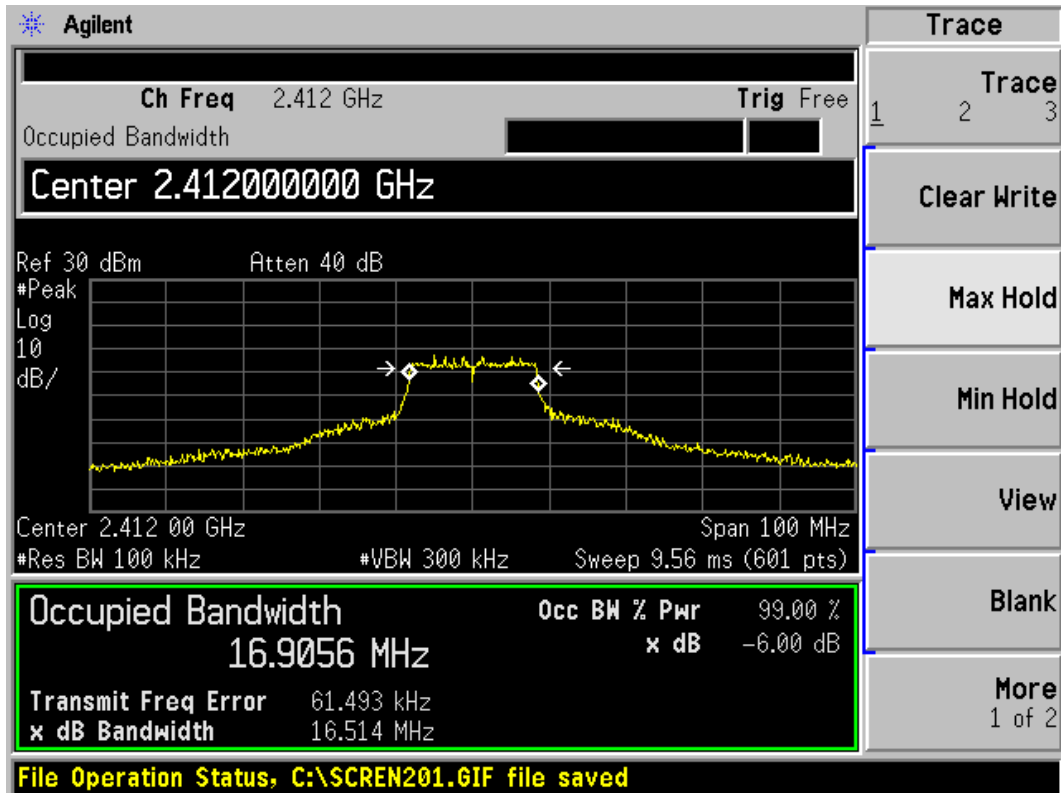 Agilent
Trace
Ch Freq 2.412 GHz Trig Free
Occupied Bandwidth
Center 2.412000000 GHz
Ref 30 dBm Atten 40 dB
#Peak
Log
10
dB/
Center 2.412 00 GHz Span 100 MHz
#Res BW 100 kHz #VBW 300 kHz Sweep 9.56 ms (601 pts)
Occupied Bandwidth Occ BW % Pwr 99.00 %
16.9056 MHz x dB -6.00 dB
Transmit Freq Error 61.493 kHz
x dB Bandwidth 16.514 MHz
File Operation Status, C:\SCREN201.GIF file saved
Trace
1 2 3
Clear Write
Max Hold
Min Hold
View
Blank
More
1 of 2